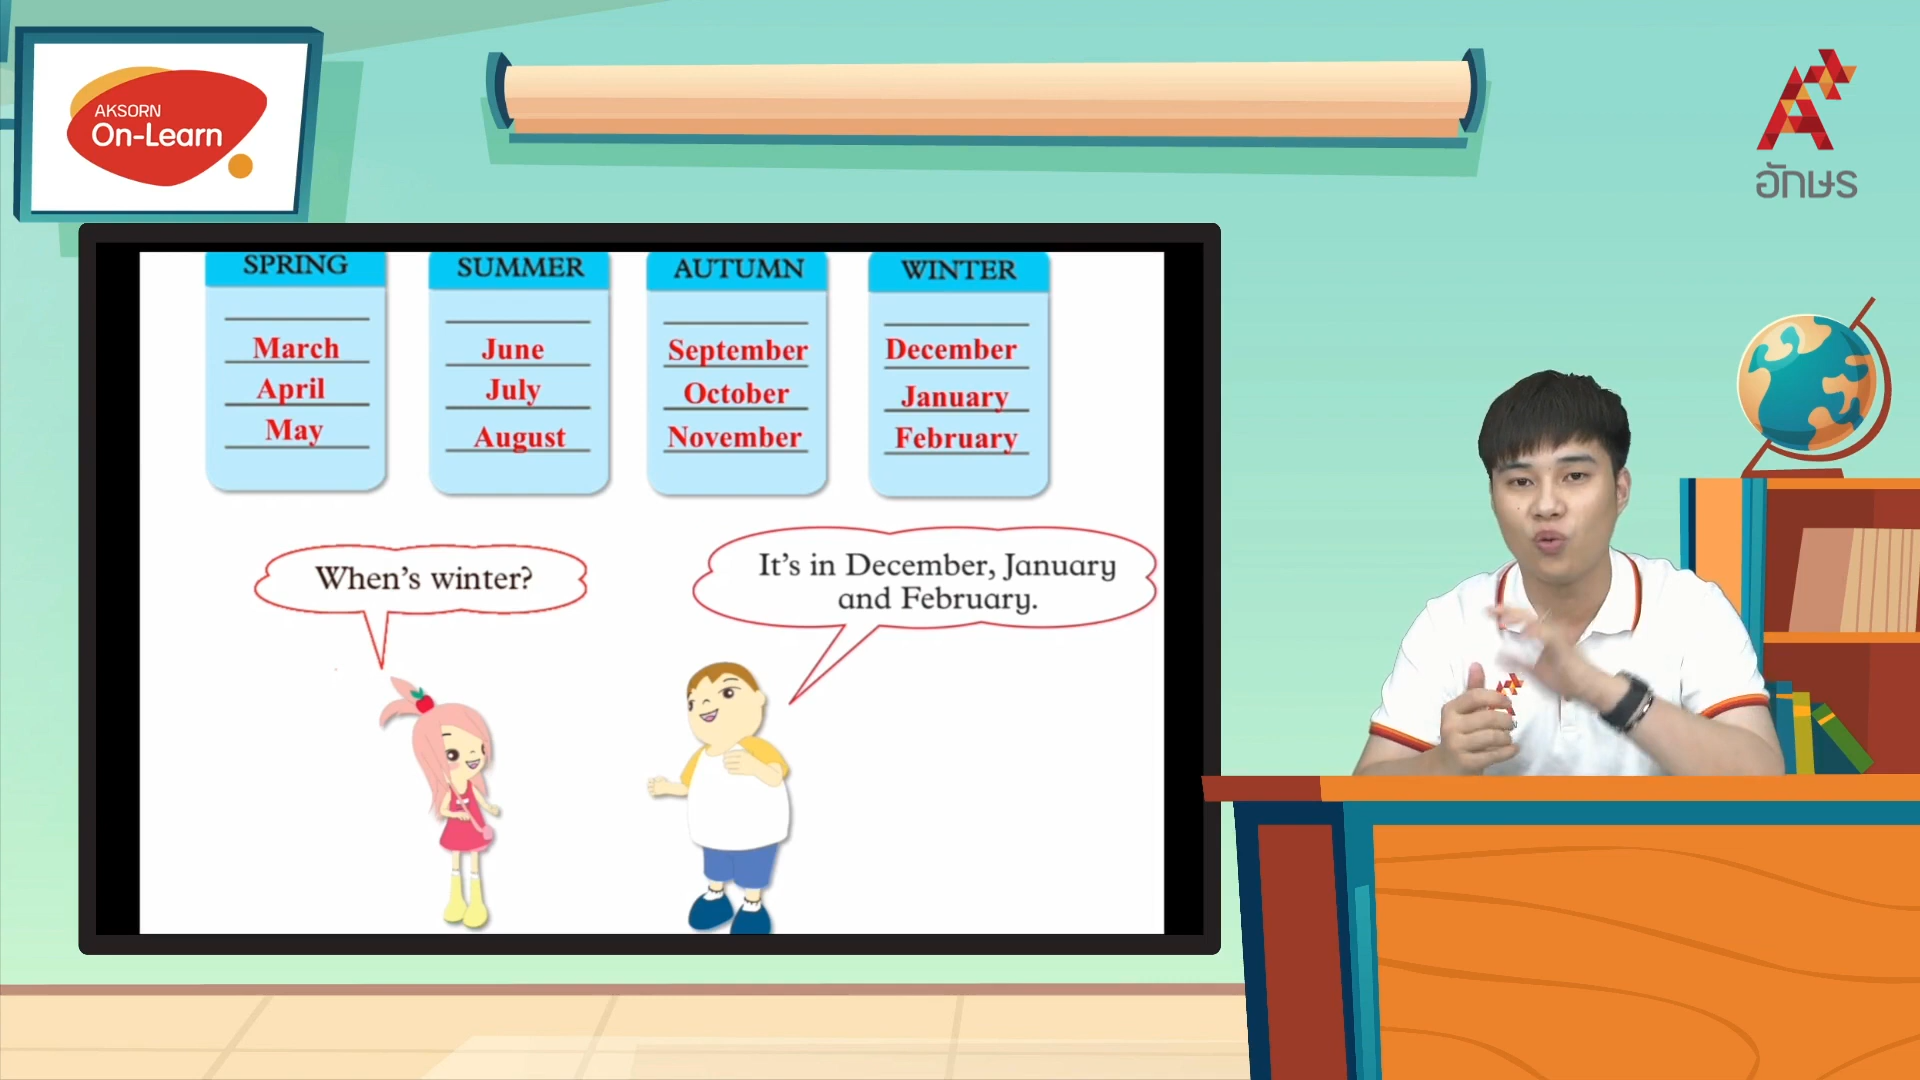 AKSORN
On-Learn
อักษร
SPRING
March
April
May
SUMMER
June
July
August
AUTUMN
September
October
November
WINTER
December
January
February
When's winter?
It's in December, January
and February.